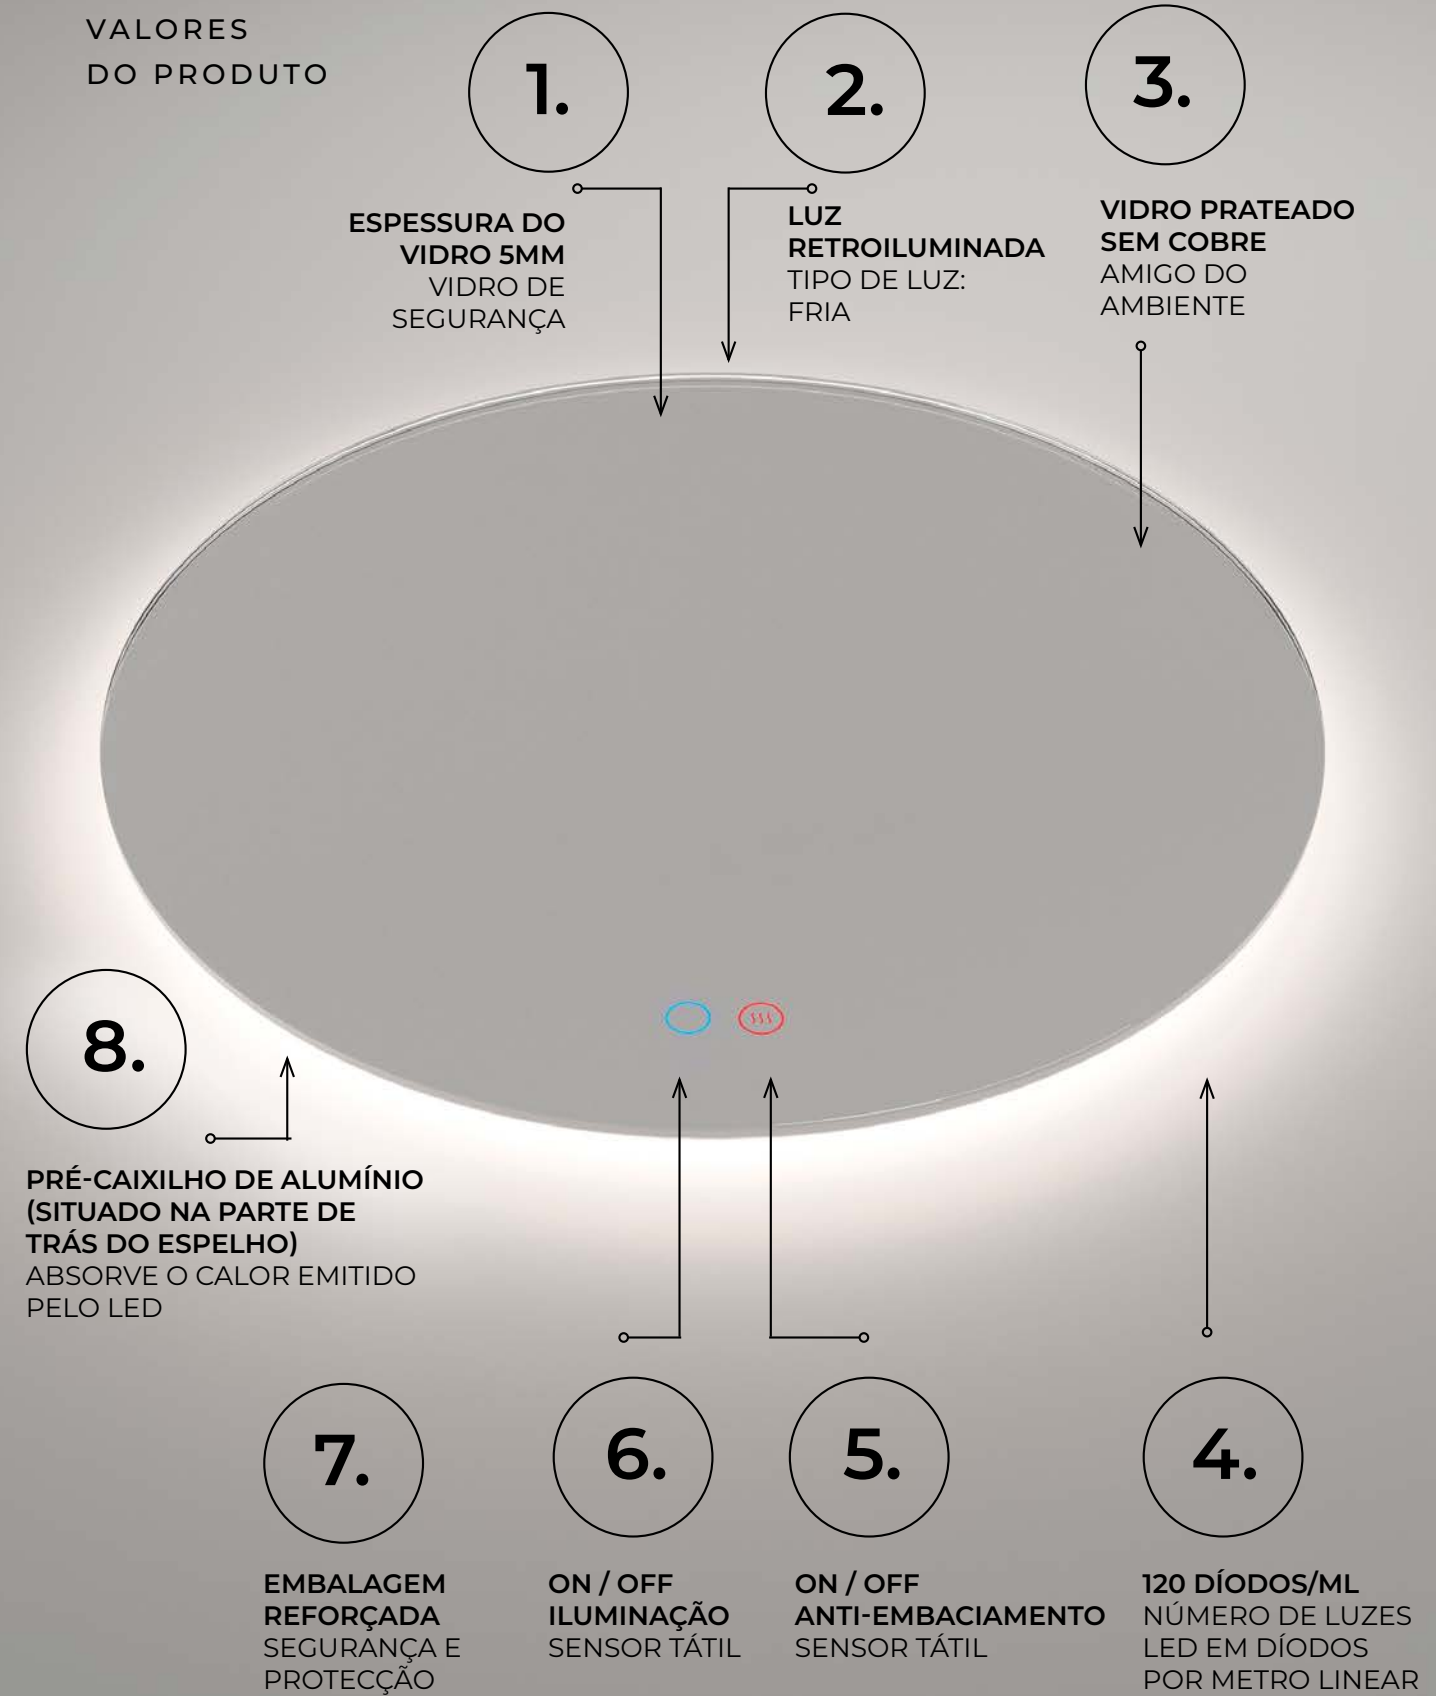 VALORES
DO PRODUTO
1.
ESPESSURA DO
VIDRO 5MM
VIDRO DE
SEGURANÇA
2.
LUZ
RETROILUMINADA
TIPO DE LUZ:
FRIA
3.
VIDRO PRATEADO
SEM COBRE
AMIGO DO
AMBIENTE
8.
PRÉ-CAIXILHO DE ALUMÍNIO
(SITUADO NA PARTE DE
TRÁS DO ESPELHO)
ABSORVE O CALOR EMITIDO
PELO LED
7.
EMBALAGEM
REFORÇADA
SEGURANÇA E
PROTECÇÃO
6.
ON / OFF
ILUMINAÇÃO
SENSOR TÁTIL
5.
ON / OFF
ANTI-EMBACIAMENTO
SENSOR TÁTIL
4.
120 DÍODOS/ML
NÚMERO DE LUZES
LED EM DÍODOS
POR METRO LINEAR